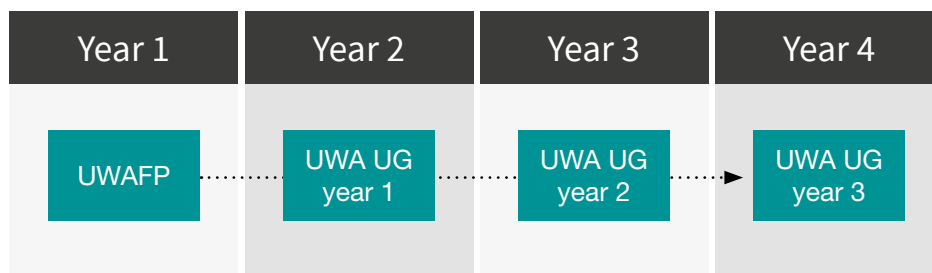 Year 1
Year 2
Year 3
Year 4
UWAFP
UWA UG
year 1
UWA UG
year 2
UWA UG
year 3